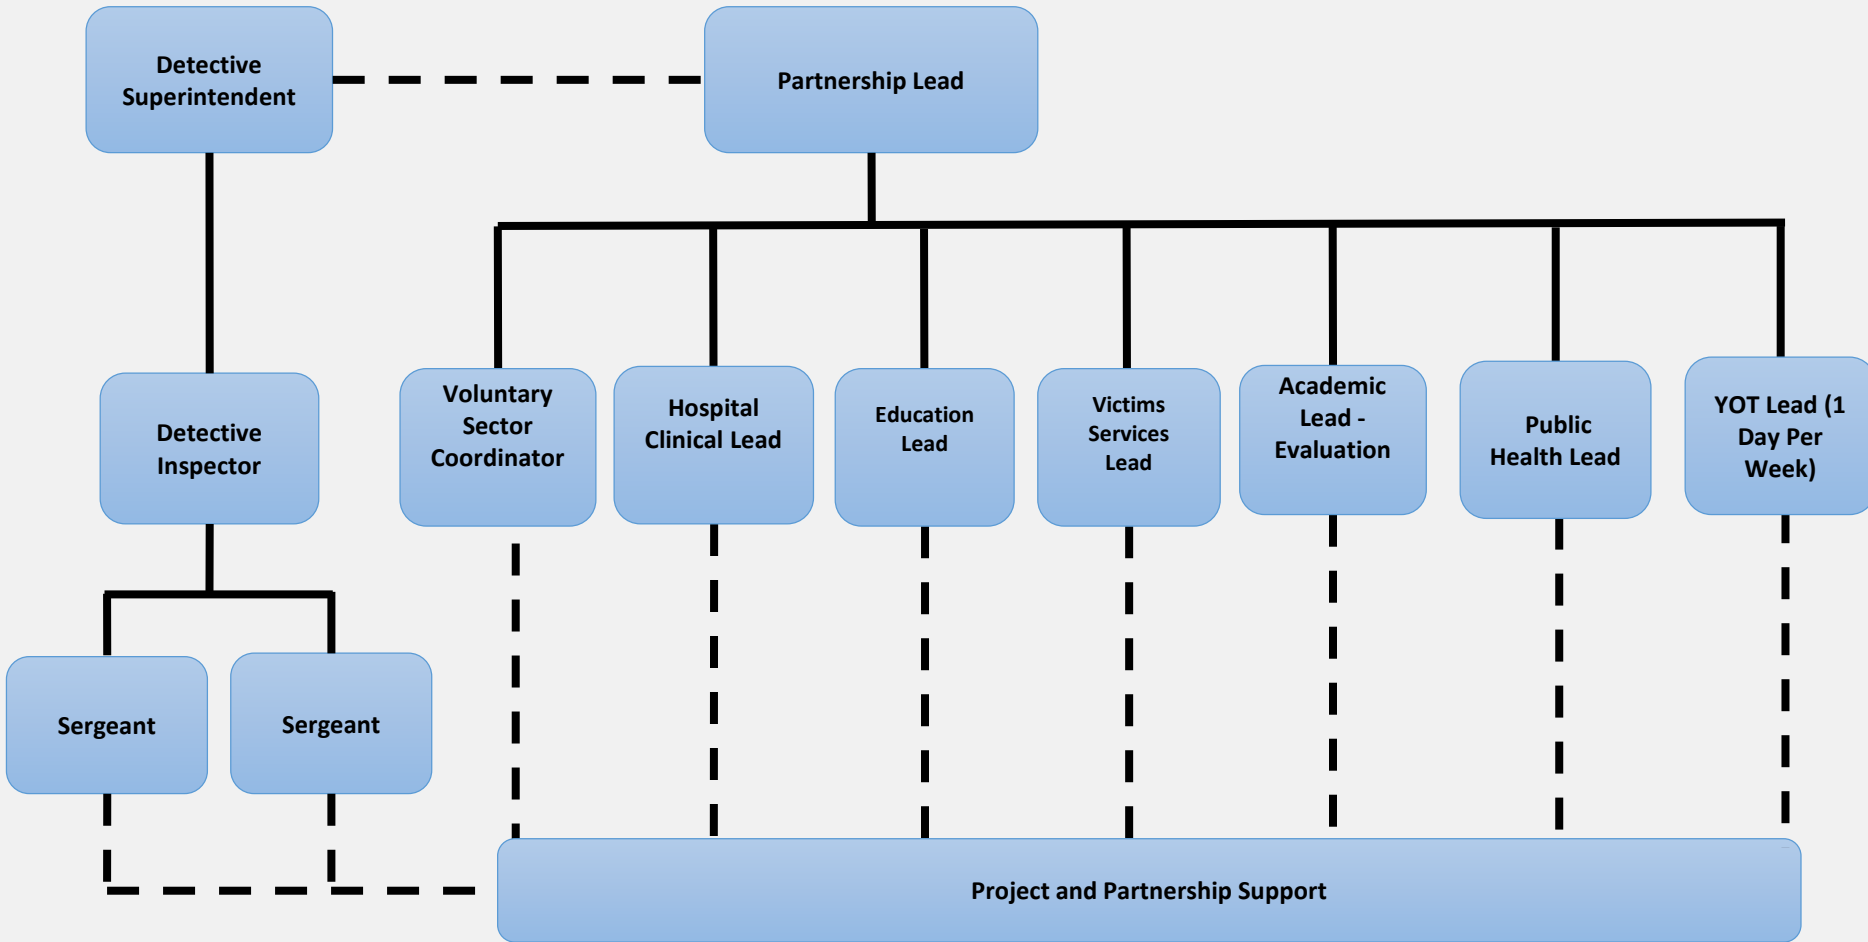 Detective
Superintendent
Partnership Lead
Detective
Inspector
Voluntary
Sector
Coordinator
Hospital
Clinical Lead
Education
Lead
Victims
Services
Lead
Academic
Lead -
Evaluation
Public
Health Lead
YOT Lead (1
Day Per
Week)
Sergeant
Sergeant
Project and Partnership Support